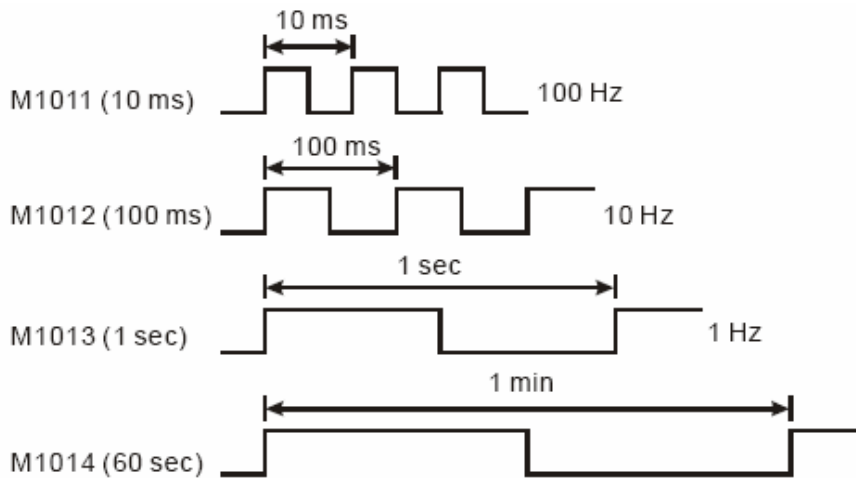 10 ms
M1011 (10 ms)
100 Hz
100 ms
M1012 (100 ms)
10 Hz
1 sec
M1013 (1 sec)
1 Hz
1 min
M1014 (60 sec)